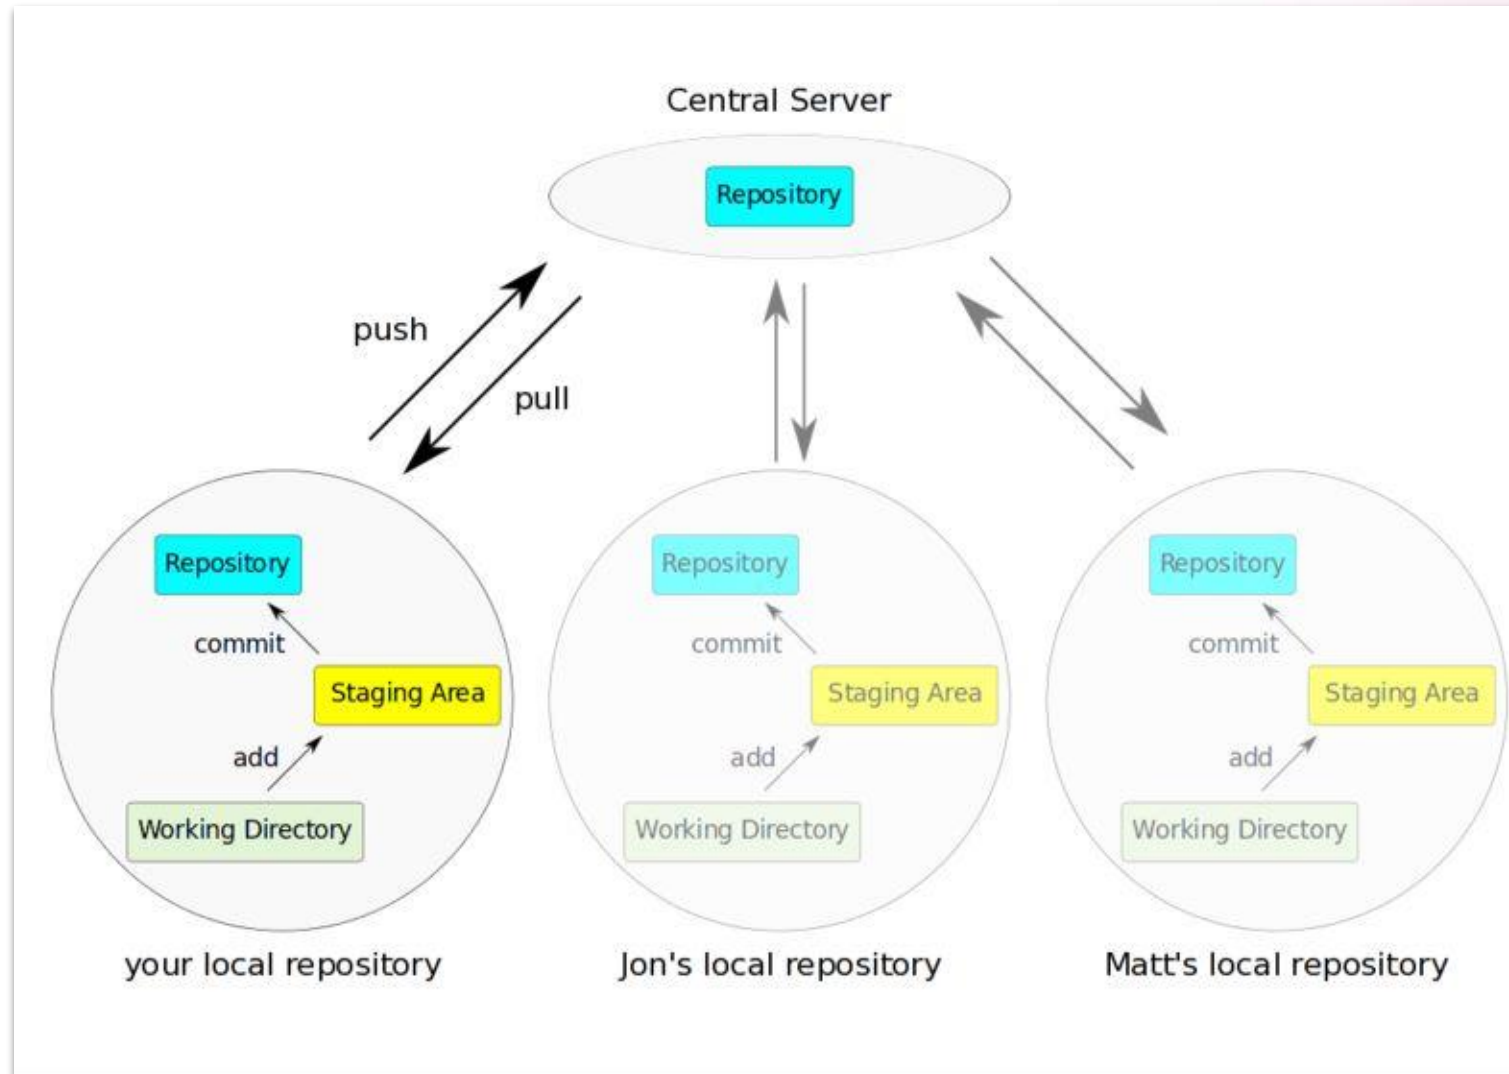 Central Server
Repository
push
pull
Repository
commit
Staging Area
add
Working Directory
your local repository
Repository
commit
Staging Area
add
Working Directory
Jon's local repository
Repository
commit
Staging Area
add
Working Directory
Matt's local repository